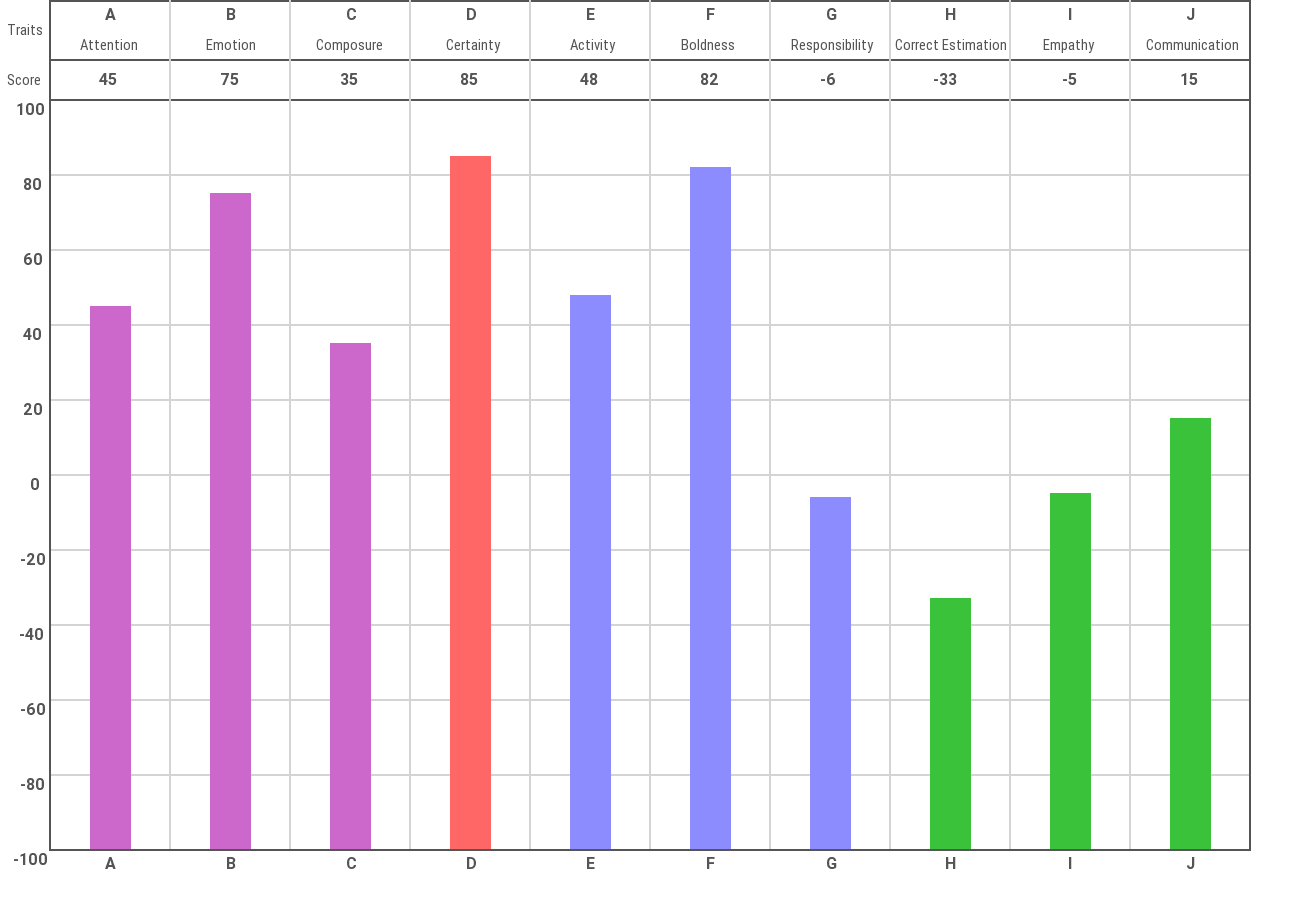 Traits
A B C D E F G H I J
Attention Emotion Composure Certainty Activity Boldness Responsibility Correct Estimation Empathy Communication
Score 45 75 35 85 48 82 -6 -33 -5 15
100
80
60
40
20
0
-20
-40
-60
-80
-100
A B C D E F G H I J